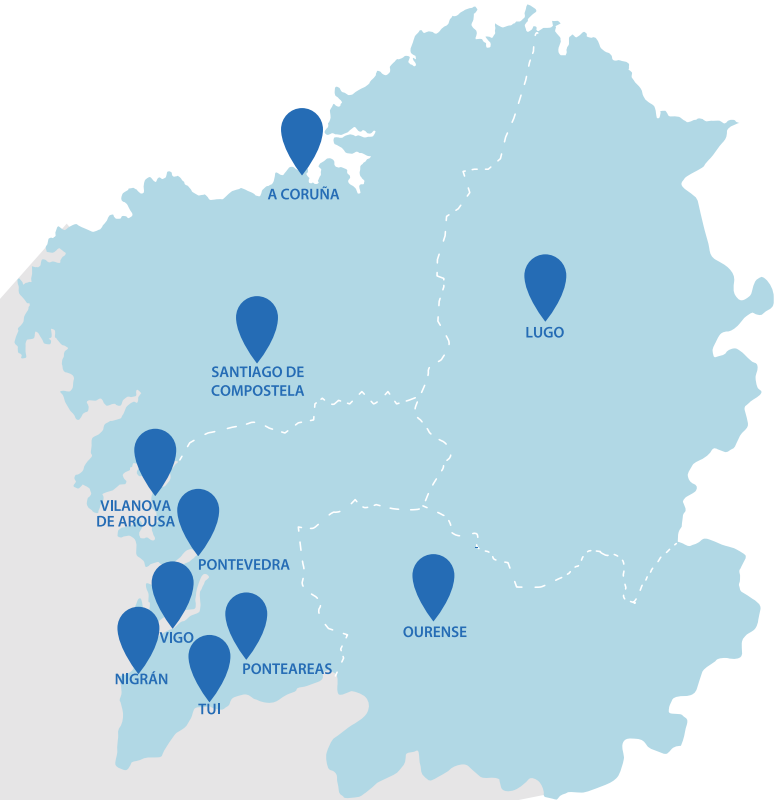 A CORUÑA
LUGO
SANTIAGO DE
COMPOSTELA
VILANOVA
DE AROUSA
PONTEVEDRA
OURENSE
VIGO
PONTEAREAS
NIGRÁN
TUI